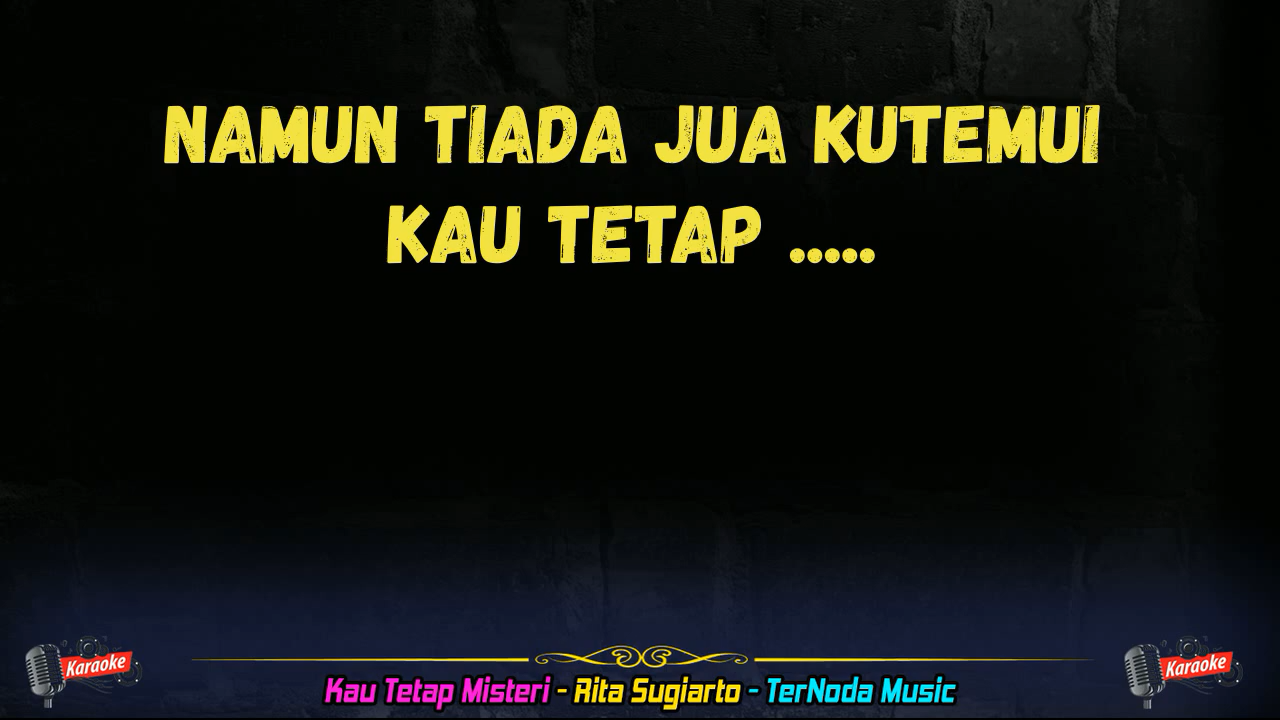 NAMUN TIADA JUA KUTEMUI
KAU TETAP .....
Karaoke
Karaoke
Kau Tetap Misteri - Rita Sugiarto - TerNoda Music